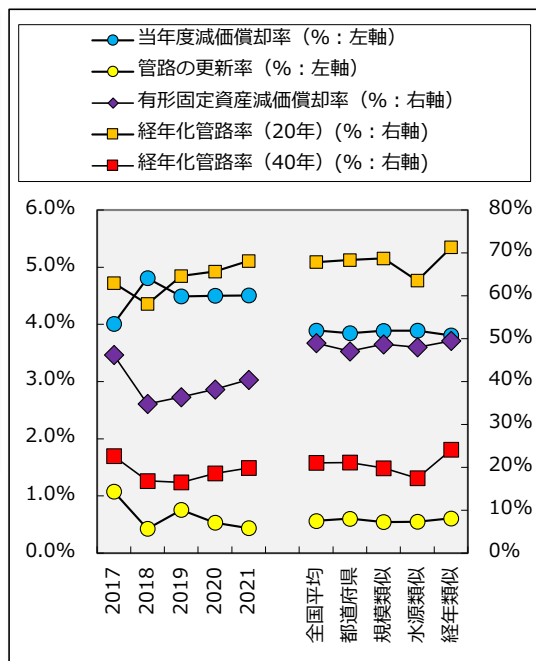 当年度減価償却率（%：左軸）
管路の更新率（%：左軸）
有形固定資産減価償却率（%：右軸）
経年化管路率（20年）(%：右軸)
経年化管路率（40年）(%：右軸)
6.0%
5.0%
4.0%
3.0%
2.0%
1.0%
0.0%
80%
70%
60%
50%
40%
30%
20%
10%
0%
2017
2018
2019
2020
2021
全国平均
都道府県
規模類似
水源類似
経年類似